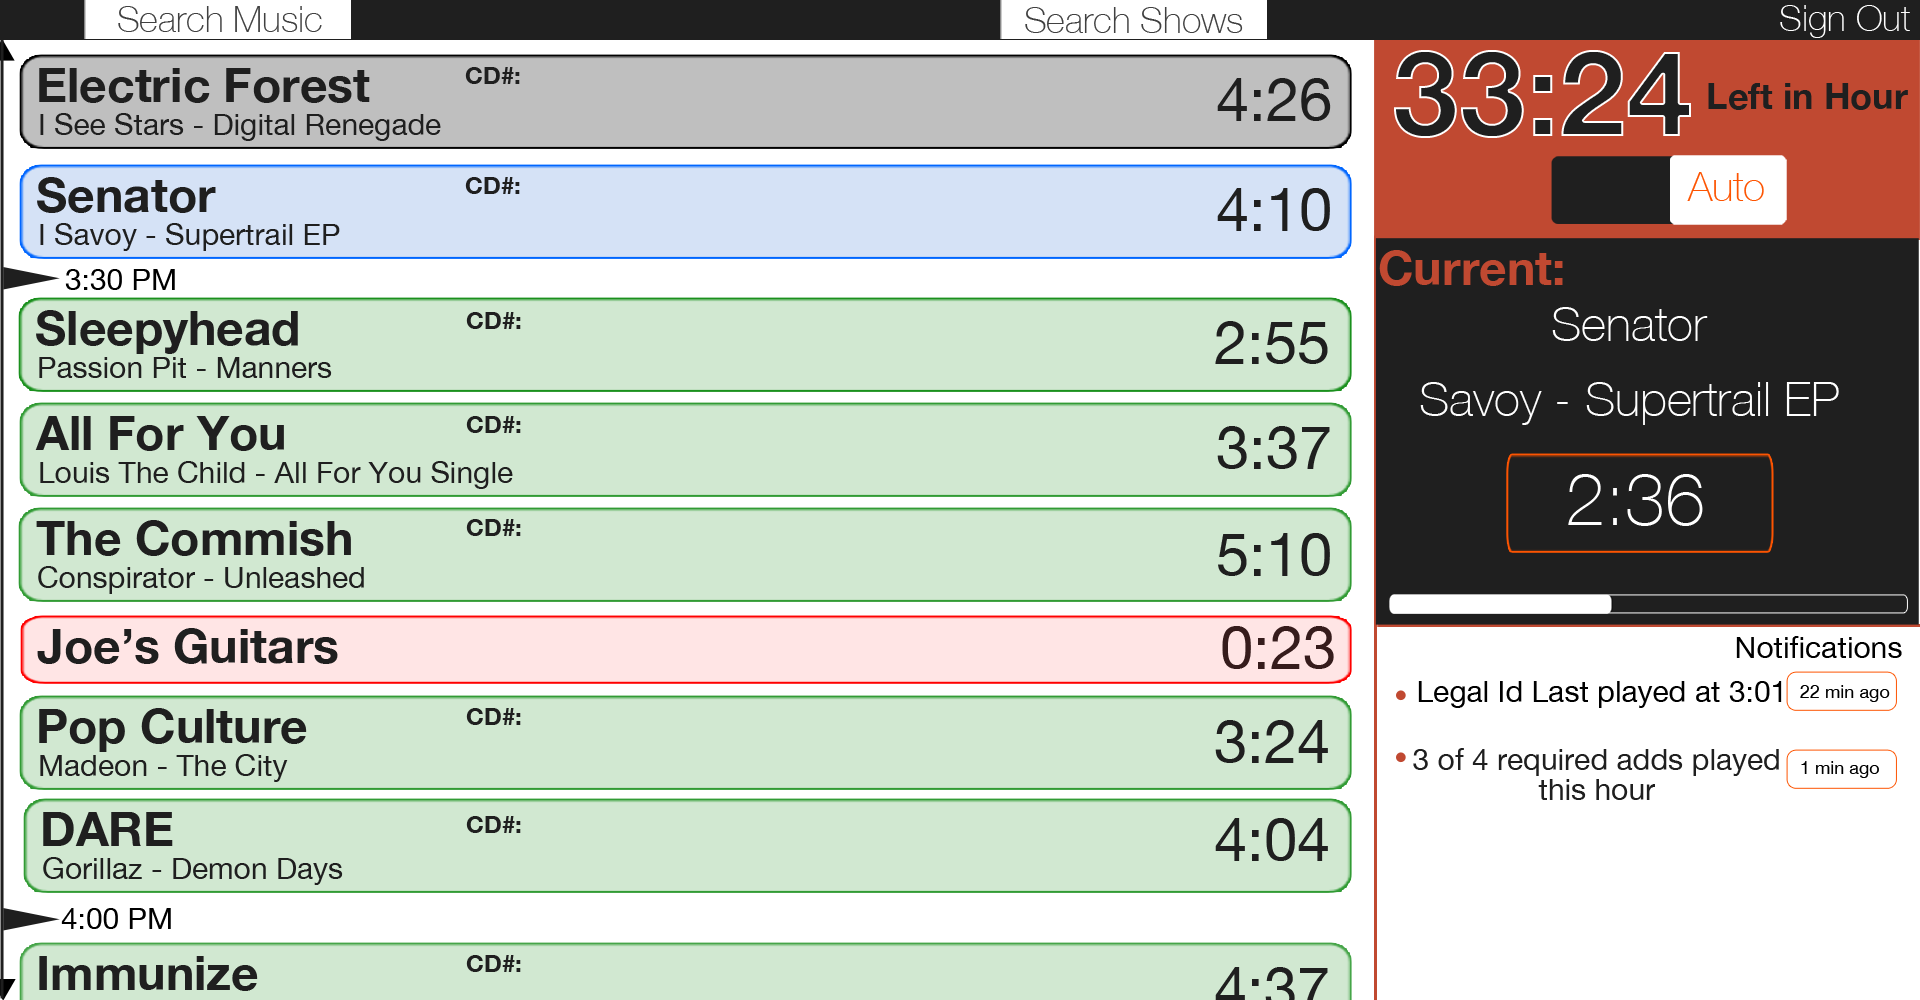 Search Music
Search Shows
Sign Out
Electric Forest
CD#:
4:26
I See Stars - Digital Renegade
Senator
CD#:
4:10
I Savoy - Supertrail EP
3:30 PM
Sleepyhead
CD#:
2:55
Passion Pit - Manners
All For You
CD#:
3:37
Louis The Child - All For You Single
The Commish
CD#:
5:10
Conspirator - Unleashed
Joe’s Guitars
0:23
Pop Culture
CD#:
3:24
Madeon - The City
DARE
CD#:
4:04
Gorillaz - Demon Days
4:00 PM
Immunize
CD#:
4:37
33:24 Left in Hour
Auto
Current:
Senator
Savoy - Supertrail EP
2:36
Notifications
Legal Id Last played at 3:01
22 min ago
3 of 4 required adds played
this hour
1 min ago